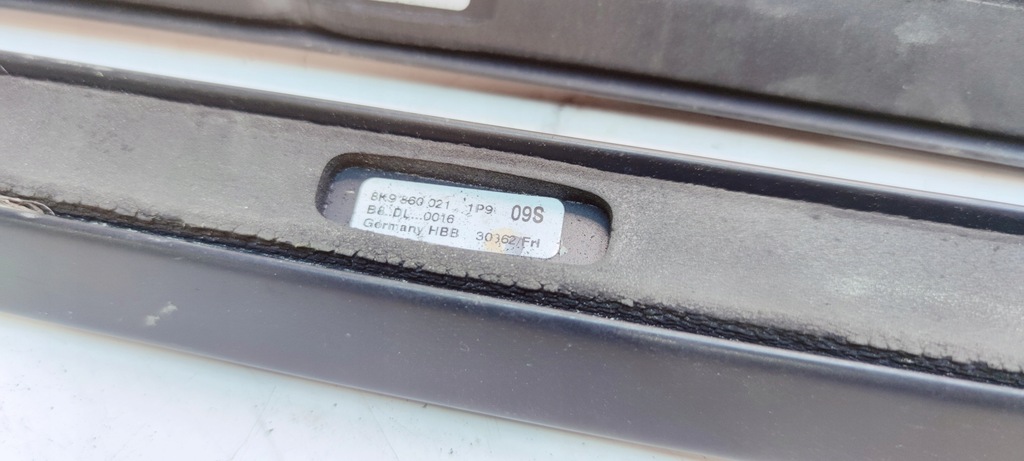 8K9 860 021 1P9 09S
B8..DL...0016
Germany HBB 30362/FH